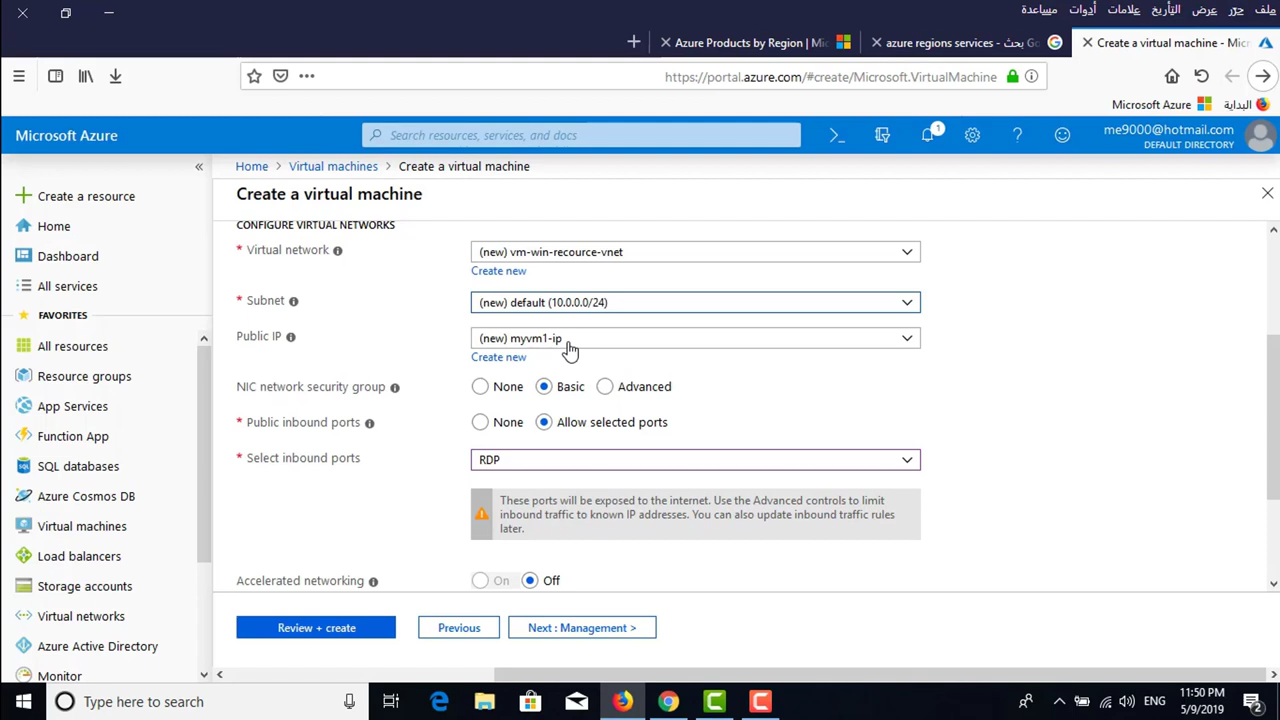 ملف حرّر عرض التأريخ علامات أدوات مساعدة
Create a virtual machine - Micr
azure regions services - بحث Go
Azure Products by Region | Mic
https://portal.azure.com/#create/Microsoft.VirtualMachine
البداية
Microsoft Azure
Microsoft Azure
Search resources, services, and docs
1
me9000@hotmail.com
DEFAULT DIRECTORY
Home
Virtual machines
Create a virtual machine
Create a virtual machine
Create a resource
Home
Dashboard
All services
FAVORITES
All resources
Resource groups
App Services
Function App
SQL databases
Azure Cosmos DB
Virtual machines
Load balancers
Storage accounts
Virtual networks
Azure Active Directory
Monitor
CONFIGURE VIRTUAL NETWORKS
* Virtual network
(new) vm-win-recource-vnet
Create new
* Subnet
(new) default (10.0.0.0/24)
Public IP
(new) myvm1-ip
Create new
NIC network security group
None Basic Advanced
* Public inbound ports
None Allow selected ports
* Select inbound ports
RDP
These ports will be exposed to the internet. Use the Advanced controls to limit
inbound traffic to known IP addresses. You can also update inbound traffic rules
later.
Accelerated networking
On Off
Review + create
Previous
Next : Management >
Type here to search
ENG
11:50 PM
5/9/2019
2